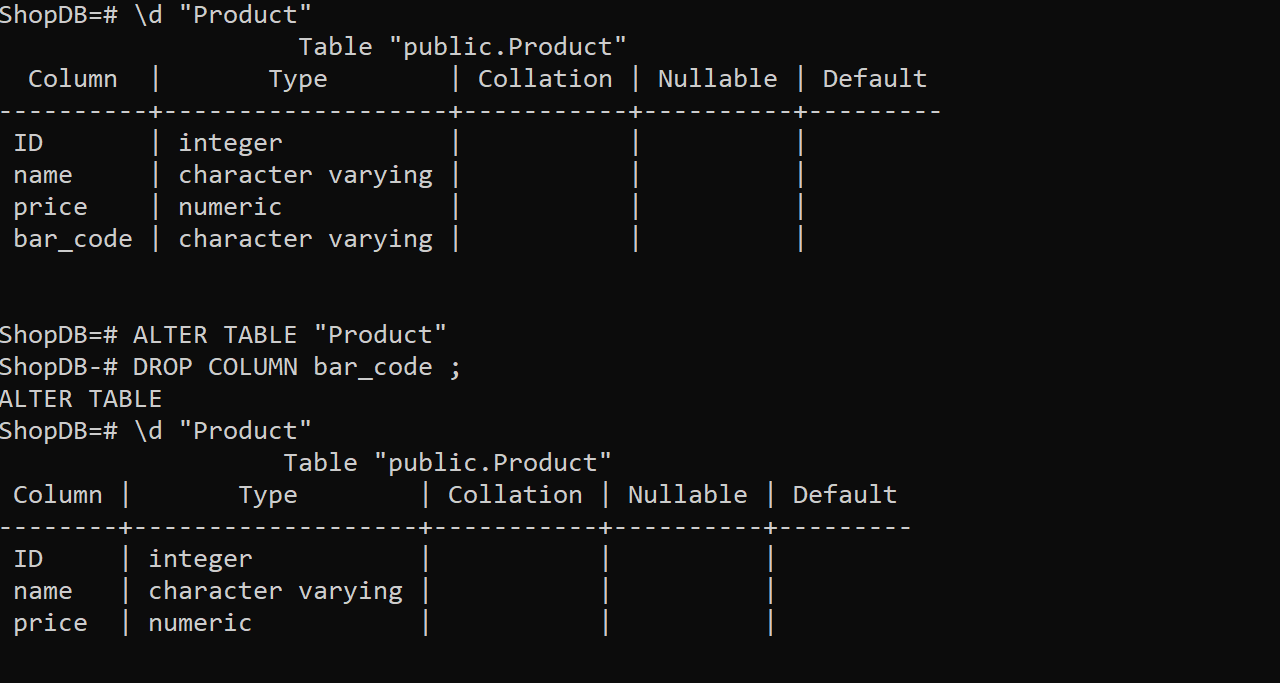 ShopDB=# \d "Product"
                    Table "public.Product"
  Column  |       Type        | Collation | Nullable | Default
----------+-------------------+-----------+----------+---------
 ID       | integer           |           |          |
 name     | character varying |           |          |
 price    | numeric           |           |          |
 bar_code | character varying |           |          |
ShopDB=# ALTER TABLE "Product"
ShopDB-# DROP COLUMN bar_code ;
ALTER TABLE
ShopDB=# \d "Product"
                   Table "public.Product"
 Column |       Type        | Collation | Nullable | Default
--------+-------------------+-----------+----------+---------
 ID     | integer           |           |          |
 name   | character varying |           |          |
 price  | numeric           |           |          |